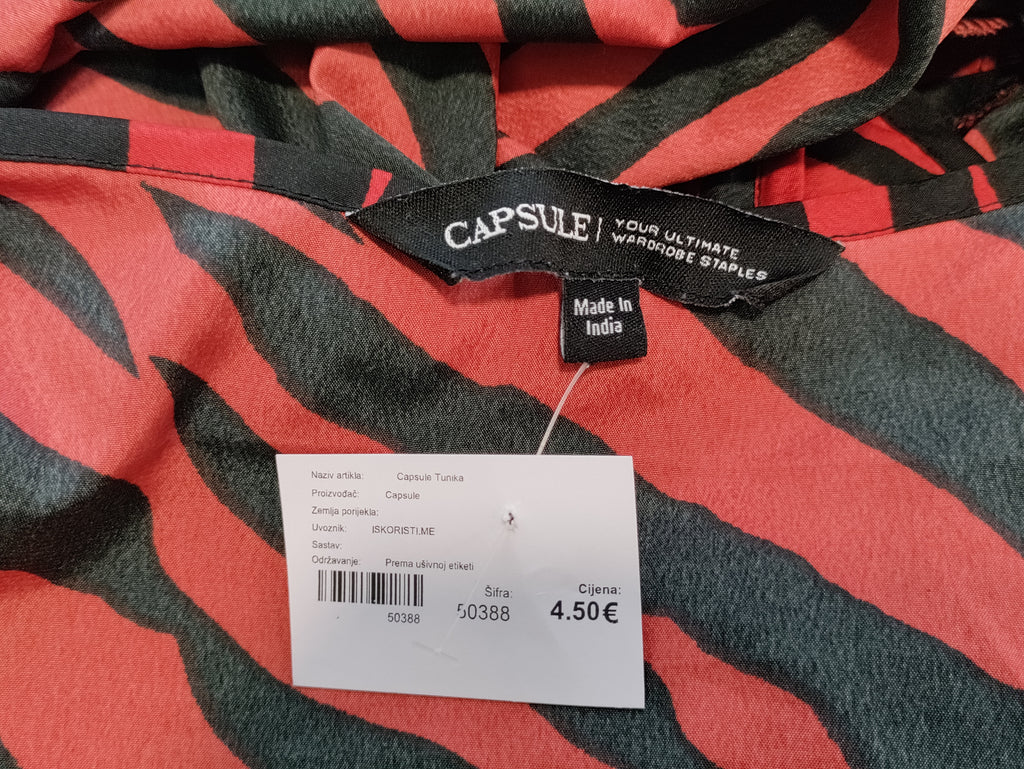 CAPSULE | YOUR ULTIMATE
WARDROBE STAPLES
Made In
India
Naziv artikla: Capsule Tunika
Proizvođač: Capsule
Zemlja porijekla:
Uvoznik: ISKORISTI.ME
Sastav:
Održavanje: Prema ušivnoj etiketi
50388
Šifra:
50388
Cijena:
4.50€